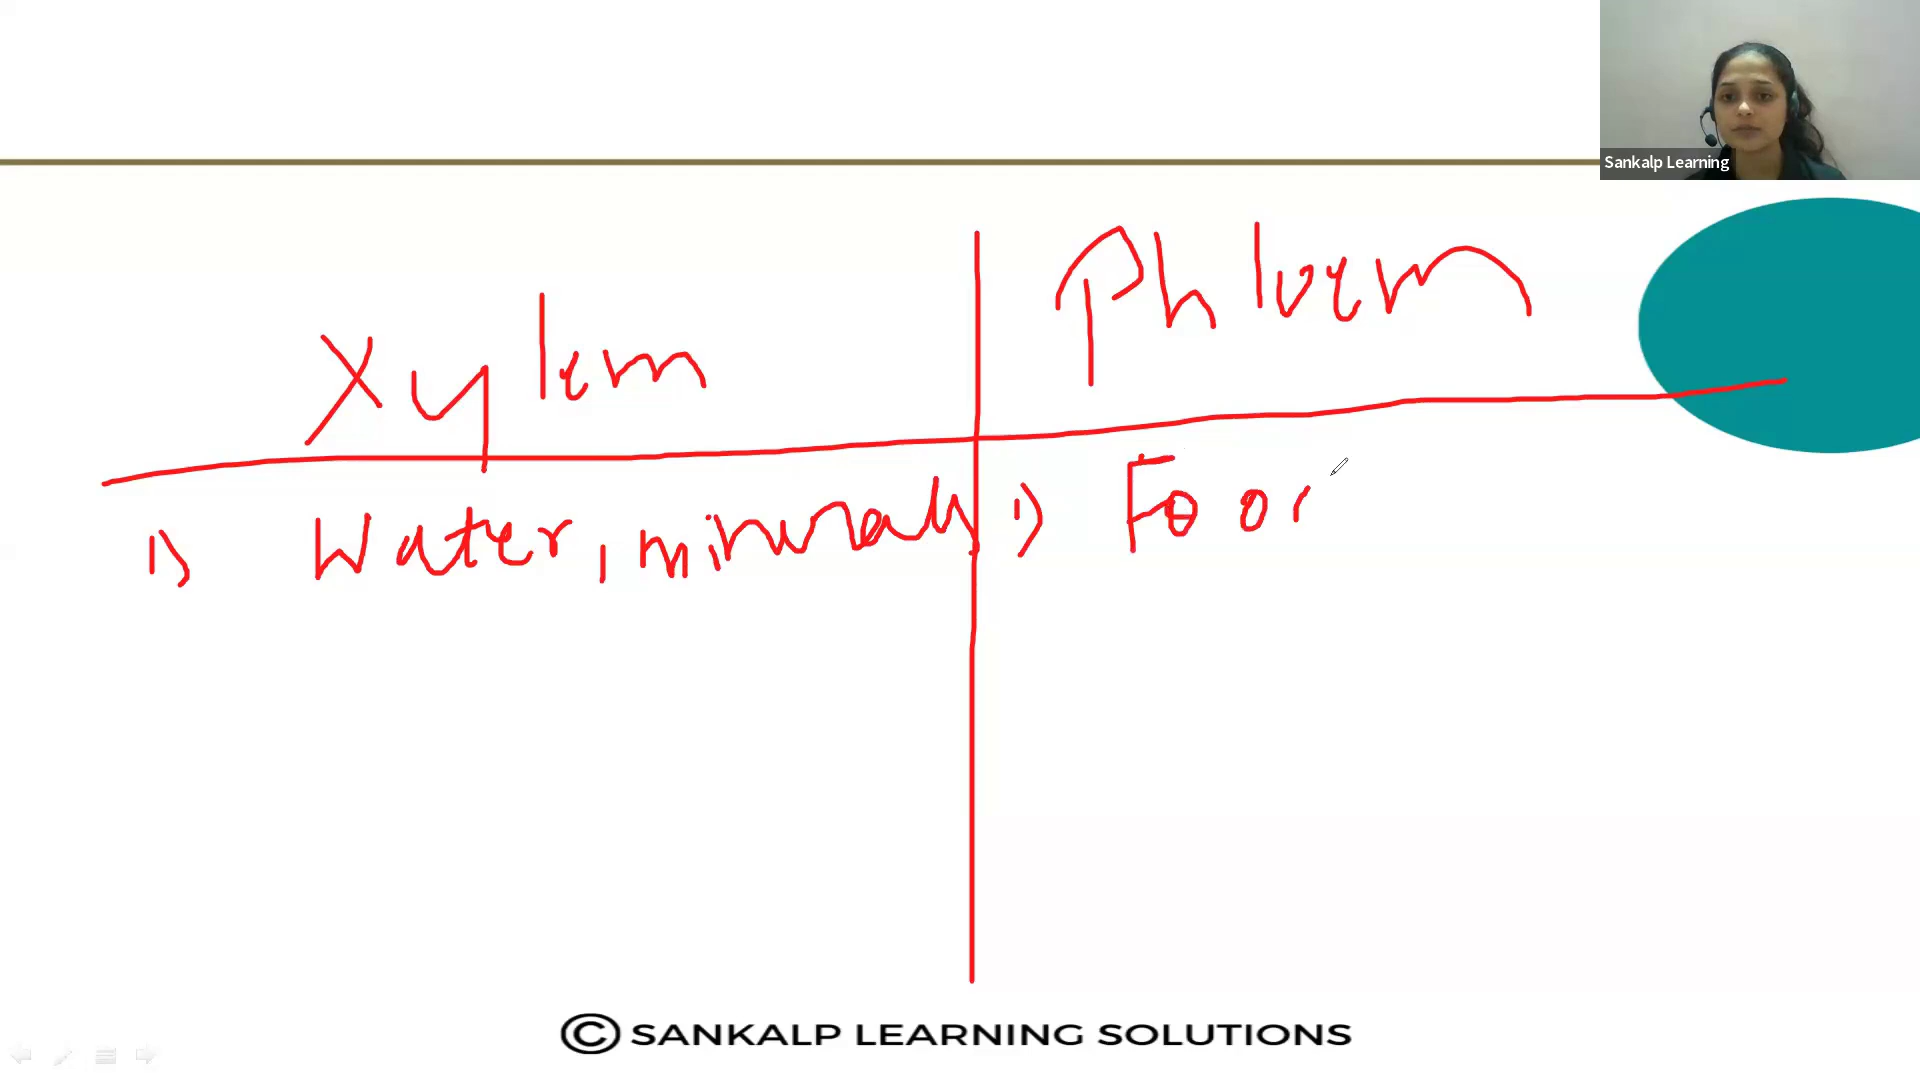 Sankalp Learning
Xylem
Phloem
1) Water, minerals
1) Foo
© SANKALP LEARNING SOLUTIONS